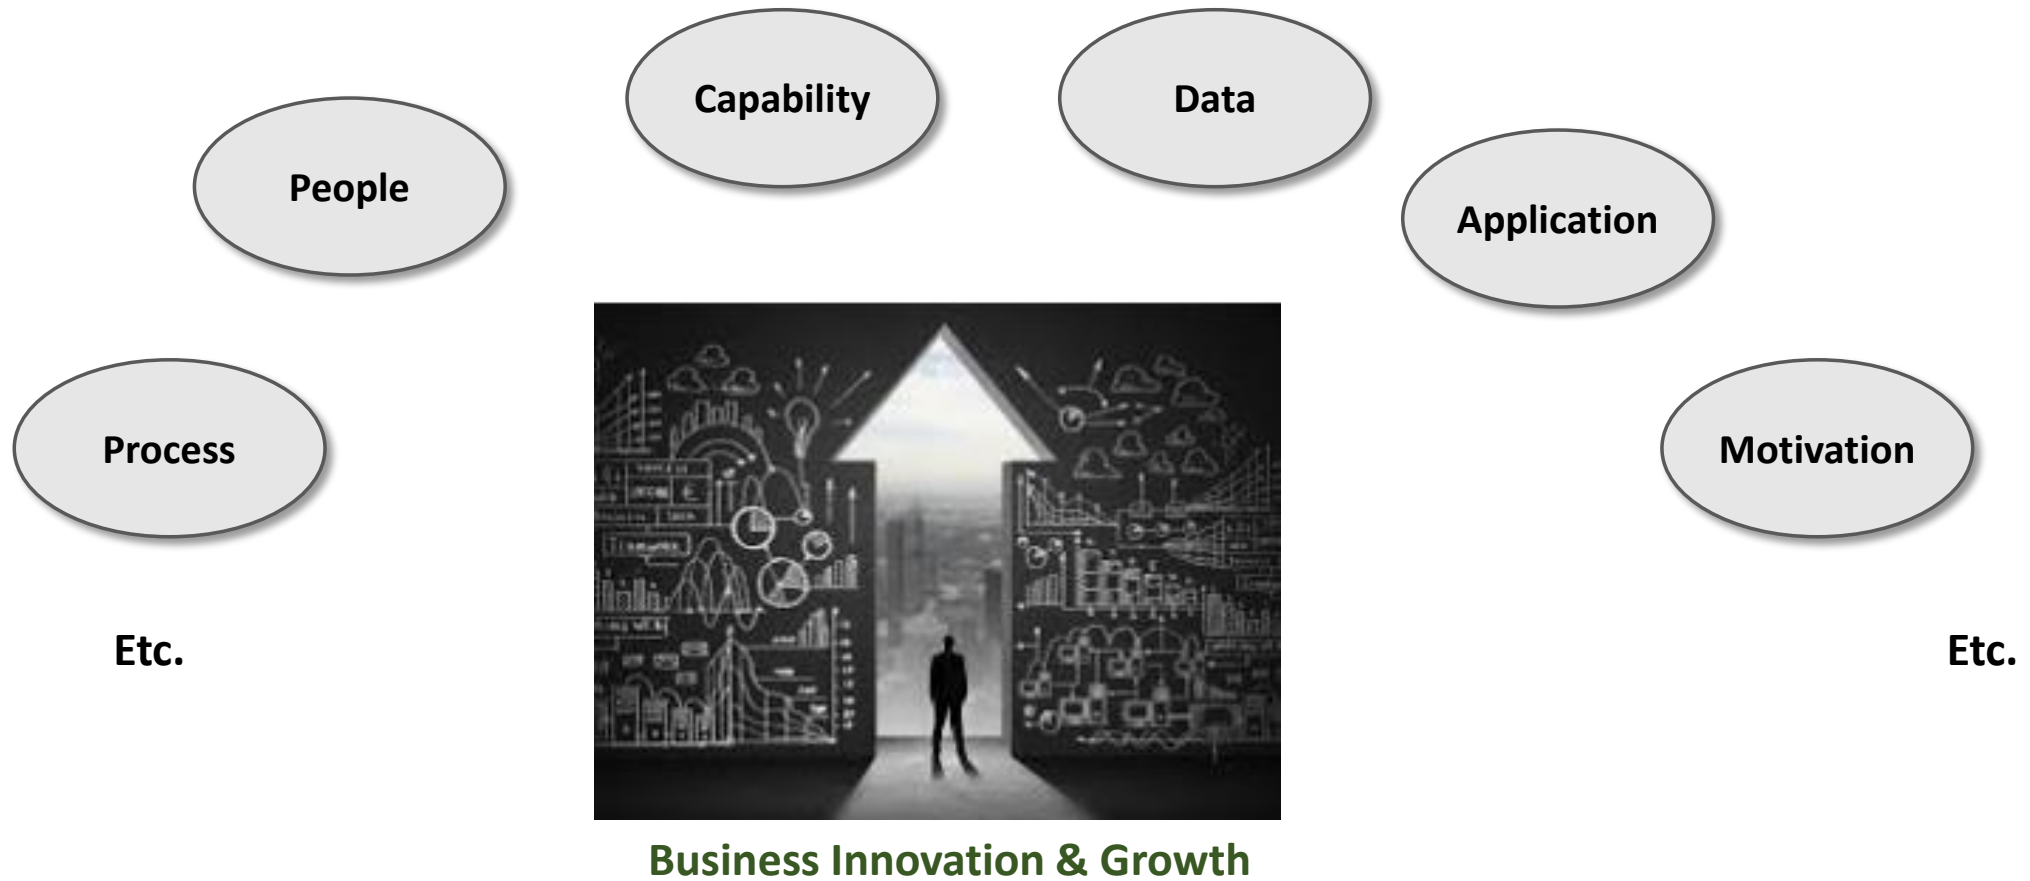 Capability
Data
People
Application
Process
Motivation
Etc.
Etc.
Business Innovation & Growth